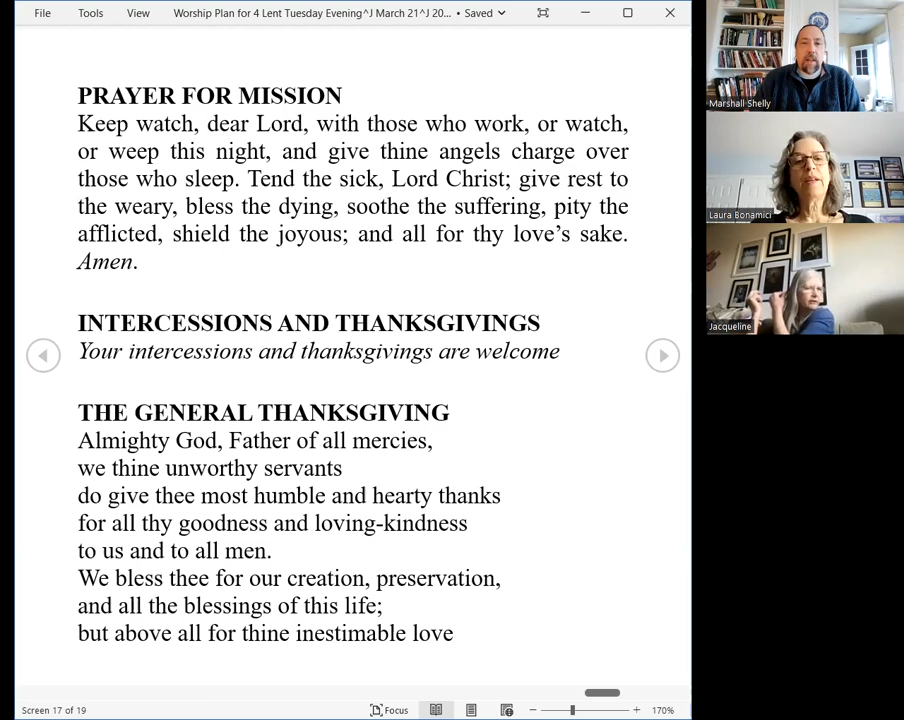 File Tools View Worship Plan for 4 Lent Tuesday Evening^J March 21^J 20... • Saved
PRAYER FOR MISSION
Keep watch, dear Lord, with those who work, or watch,
or weep this night, and give thine angels charge over
those who sleep. Tend the sick, Lord Christ; give rest to
the weary, bless the dying, soothe the suffering, pity the
afflicted, shield the joyous; and all for thy love’s sake.
Amen.
INTERCESSIONS AND THANKSGIVINGS
Your intercessions and thanksgivings are welcome
THE GENERAL THANKSGIVING
Almighty God, Father of all mercies,
we thine unworthy servants
do give thee most humble and hearty thanks
for all thy goodness and loving-kindness
to us and to all men.
We bless thee for our creation, preservation,
and all the blessings of this life;
but above all for thine inestimable love
Screen 17 of 19 Focus 170%
Marshall Shelly
Laura Bonamici
Jacqueline